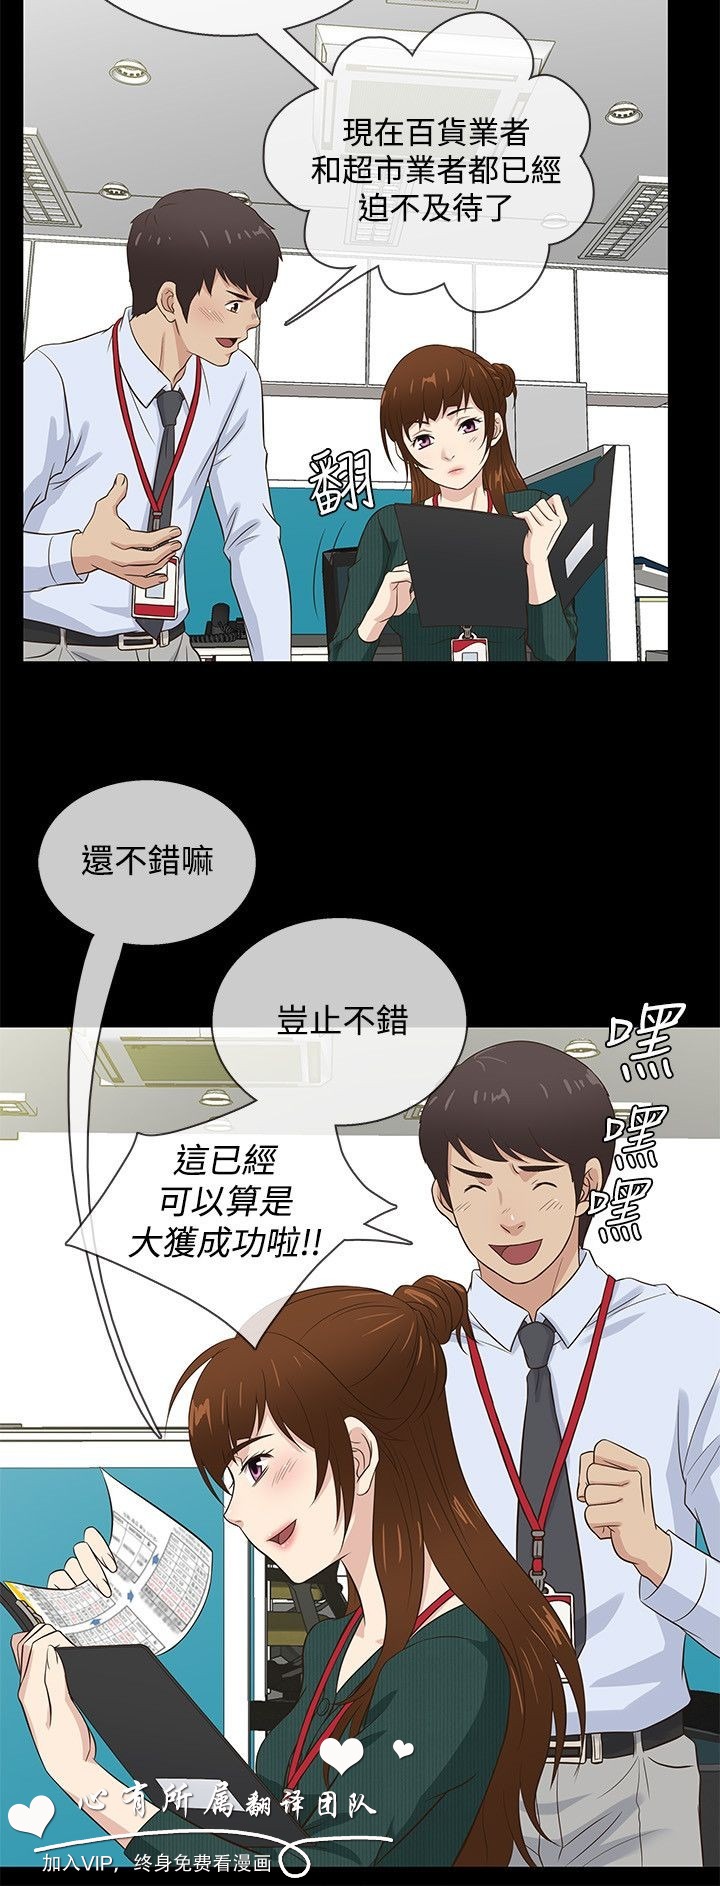 現在百貨業者
和超市業者都已經
迫不及待了
翻
還不錯嘛
豈止不錯
嘿
嘿
嘿
這已經
可以算是
大獲成功啦!!
心有所属翻译团队
加入VIP，终身免费看漫画